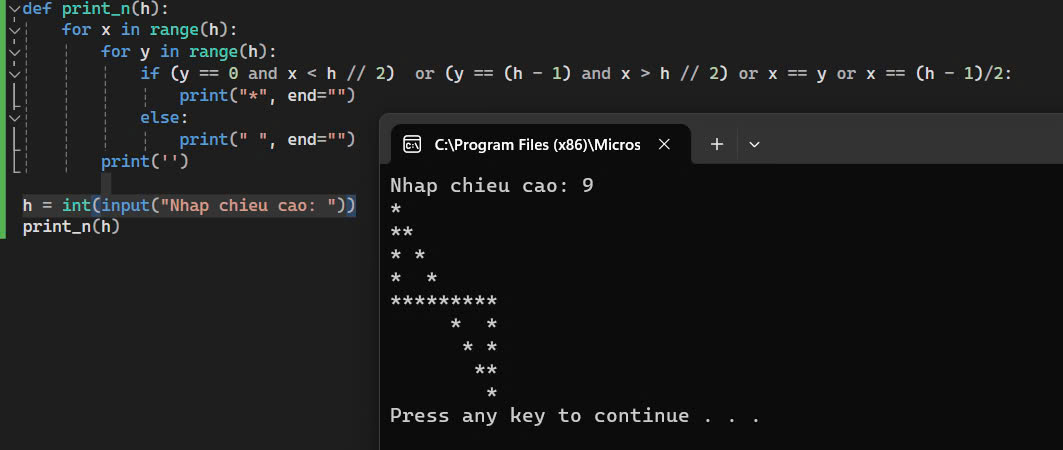 def print_n(h):
    for x in range(h):
        for y in range(h):
            if (y == 0 and x < h // 2)  or (y == (h - 1) and x > h // 2) or x == y or x == (h - 1)/2:
                print("*", end="")
            else:
                print(" ", end="")
        print('')
h = int(input("Nhap chieu cao: "))
print_n(h)
C:\Program Files (x86)\Micros
Nhap chieu cao: 9
*
**
* *
*  *
*********
     *  *
      * *
       **
        *
Press any key to continue . . .